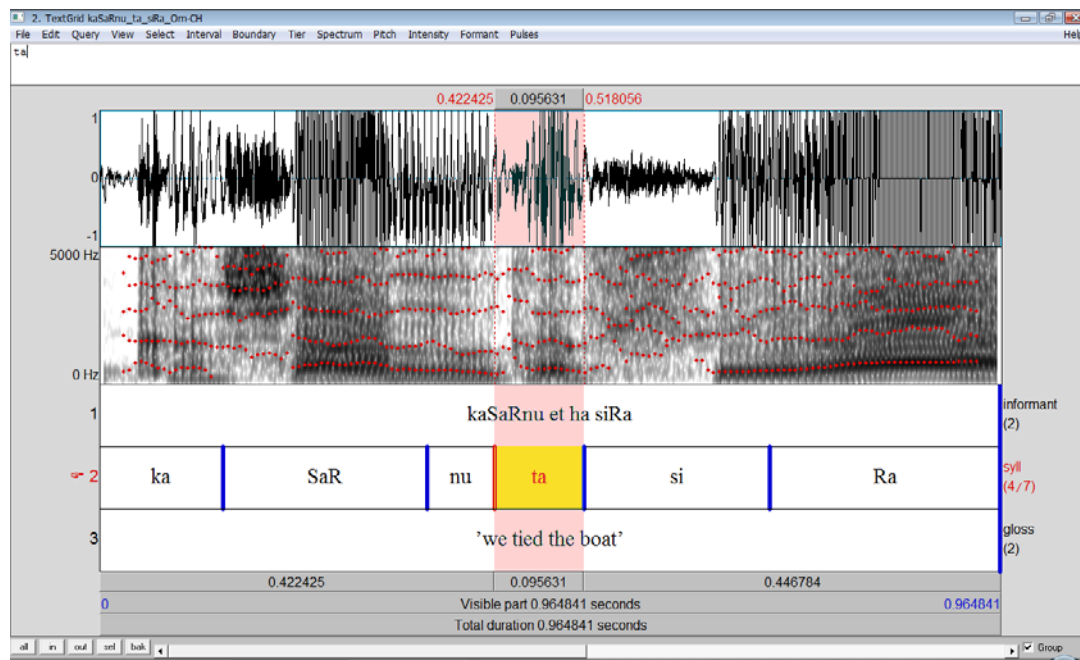 2. TextGrid kaSaRnu_ta_siRa_Om-CH
File Edit Query View Select Interval Boundary Tier Spectrum Pitch Intensity Formant Pulses Help
ta
0.422425 0.095631 0.518056
1
0
-1
5000 Hz
0 Hz
1 kaSaRnu et ha siRa informant (2)
2 ka SaR nu ta si Ra syll (4/7)
3 ’we tied the boat’ gloss (2)
0.422425 0.095631 0.446784
0 Visible part 0.964841 seconds 0.964841
Total duration 0.964841 seconds
all in out sel bak Group